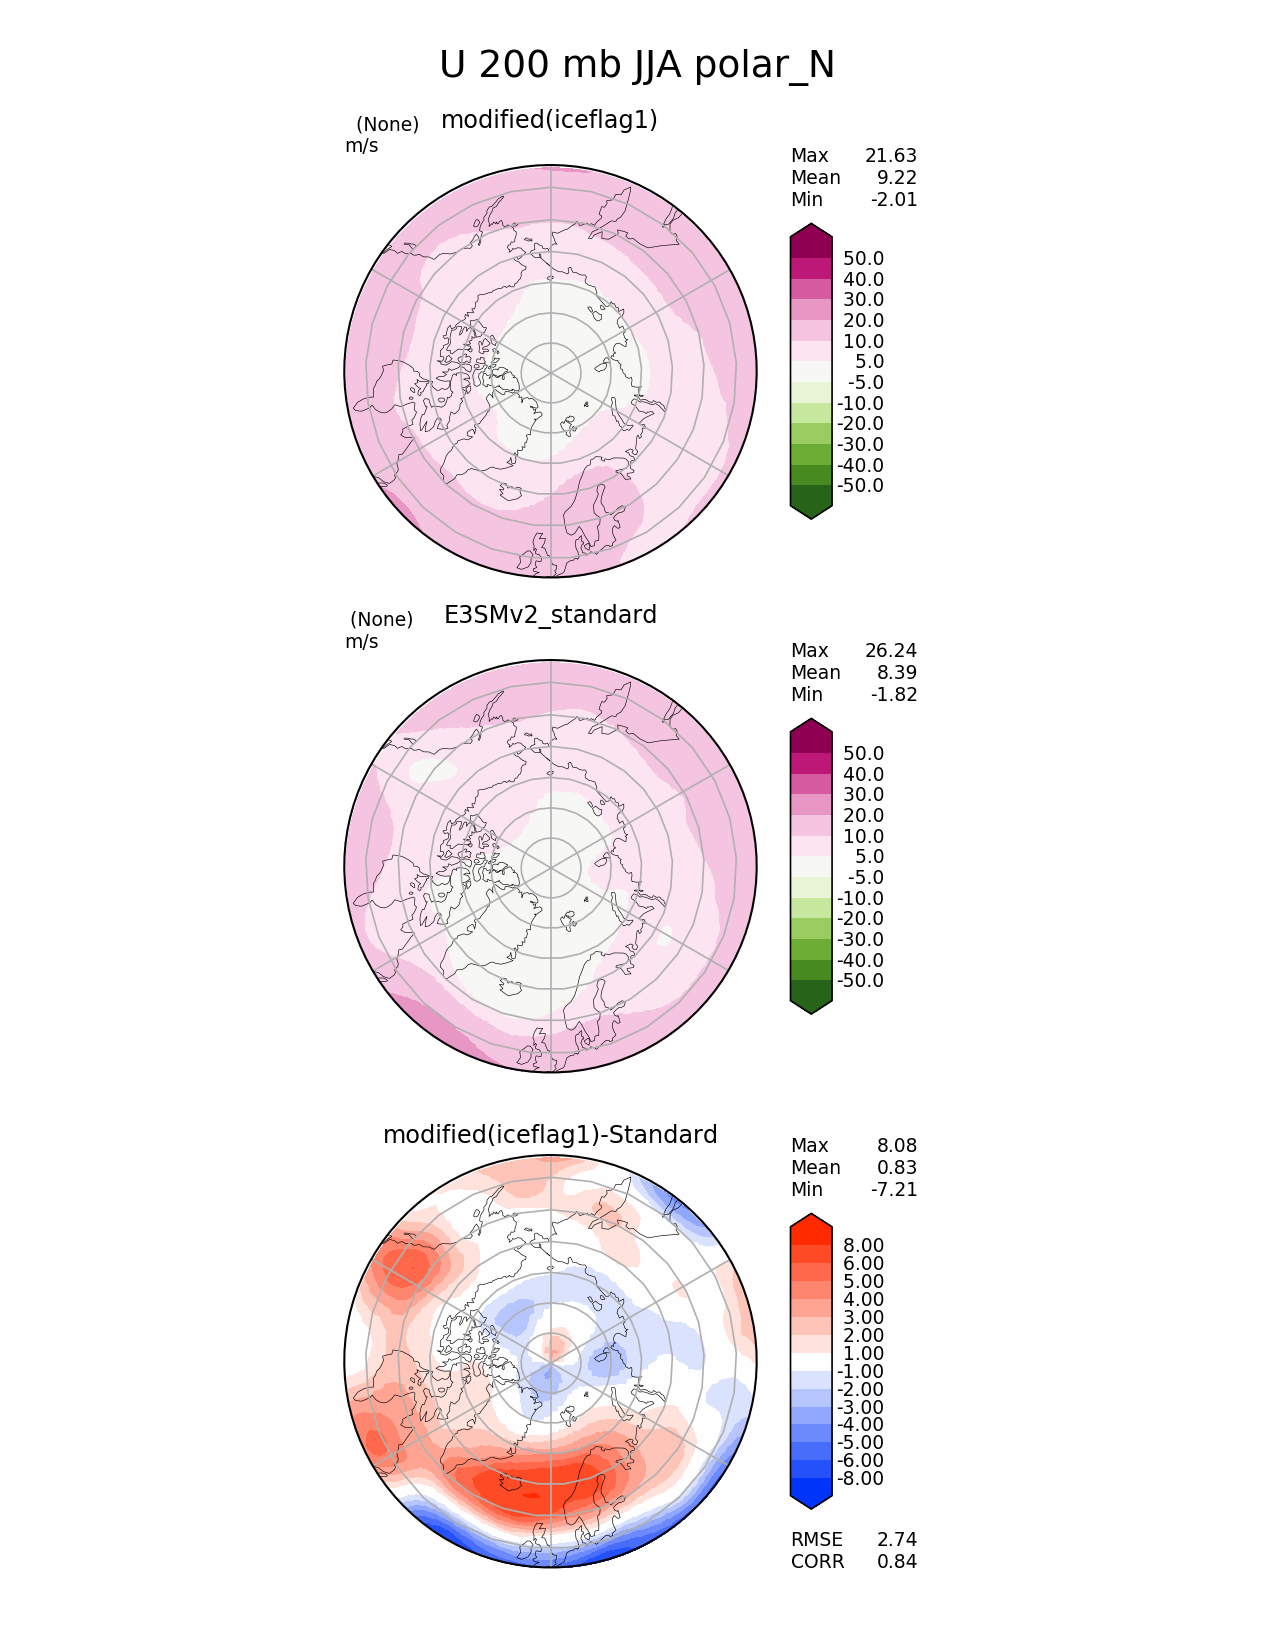 U 200 mb JJA polar_N
(None) modified(iceflag1)
m/s
Max 21.63
Mean 9.22
Min -2.01
50.0
40.0
30.0
20.0
10.0
5.0
-5.0
-10.0
-20.0
-30.0
-40.0
-50.0
(None) E3SMv2_standard
m/s
Max 26.24
Mean 8.39
Min -1.82
50.0
40.0
30.0
20.0
10.0
5.0
-5.0
-10.0
-20.0
-30.0
-40.0
-50.0
modified(iceflag1)-Standard
Max 8.08
Mean 0.83
Min -7.21
8.00
6.00
5.00
4.00
3.00
2.00
1.00
-1.00
-2.00
-3.00
-4.00
-5.00
-6.00
-8.00
RMSE 2.74
CORR 0.84